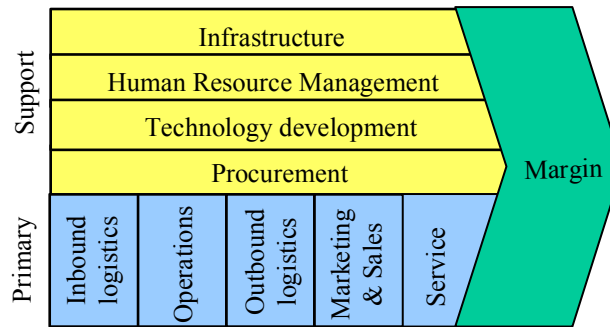 Support
Infrastructure
Human Resource Management
Technology development
Procurement
Margin
Primary
Inbound
logistics
Operations
Outbound
logistics
Marketing
& Sales
Service